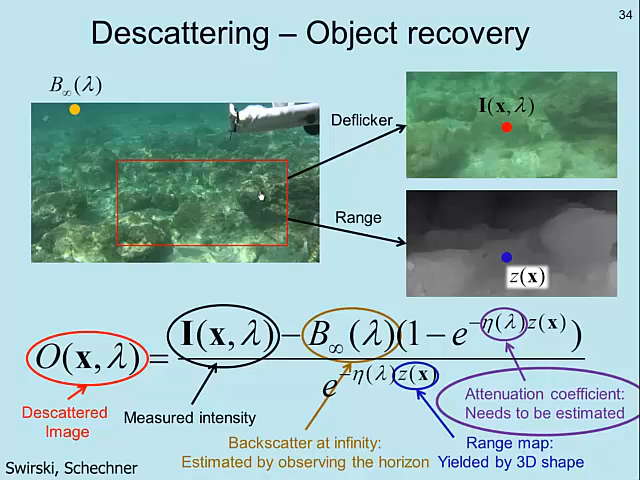 34
Descattering – Object recovery
B∞(λ)
I(x,λ)
Deflicker
Range
z(x)
O(x,λ) = I(x,λ) − B∞(λ)(1 − e^−η(λ)z(x))
e^−η(λ)z(x)
Attenuation coefficient:
Needs to be estimated
Descattered
Image
Measured intensity
Backscatter at infinity:
Estimated by observing the horizon
Range map:
Yielded by 3D shape
Swirski, Schechner